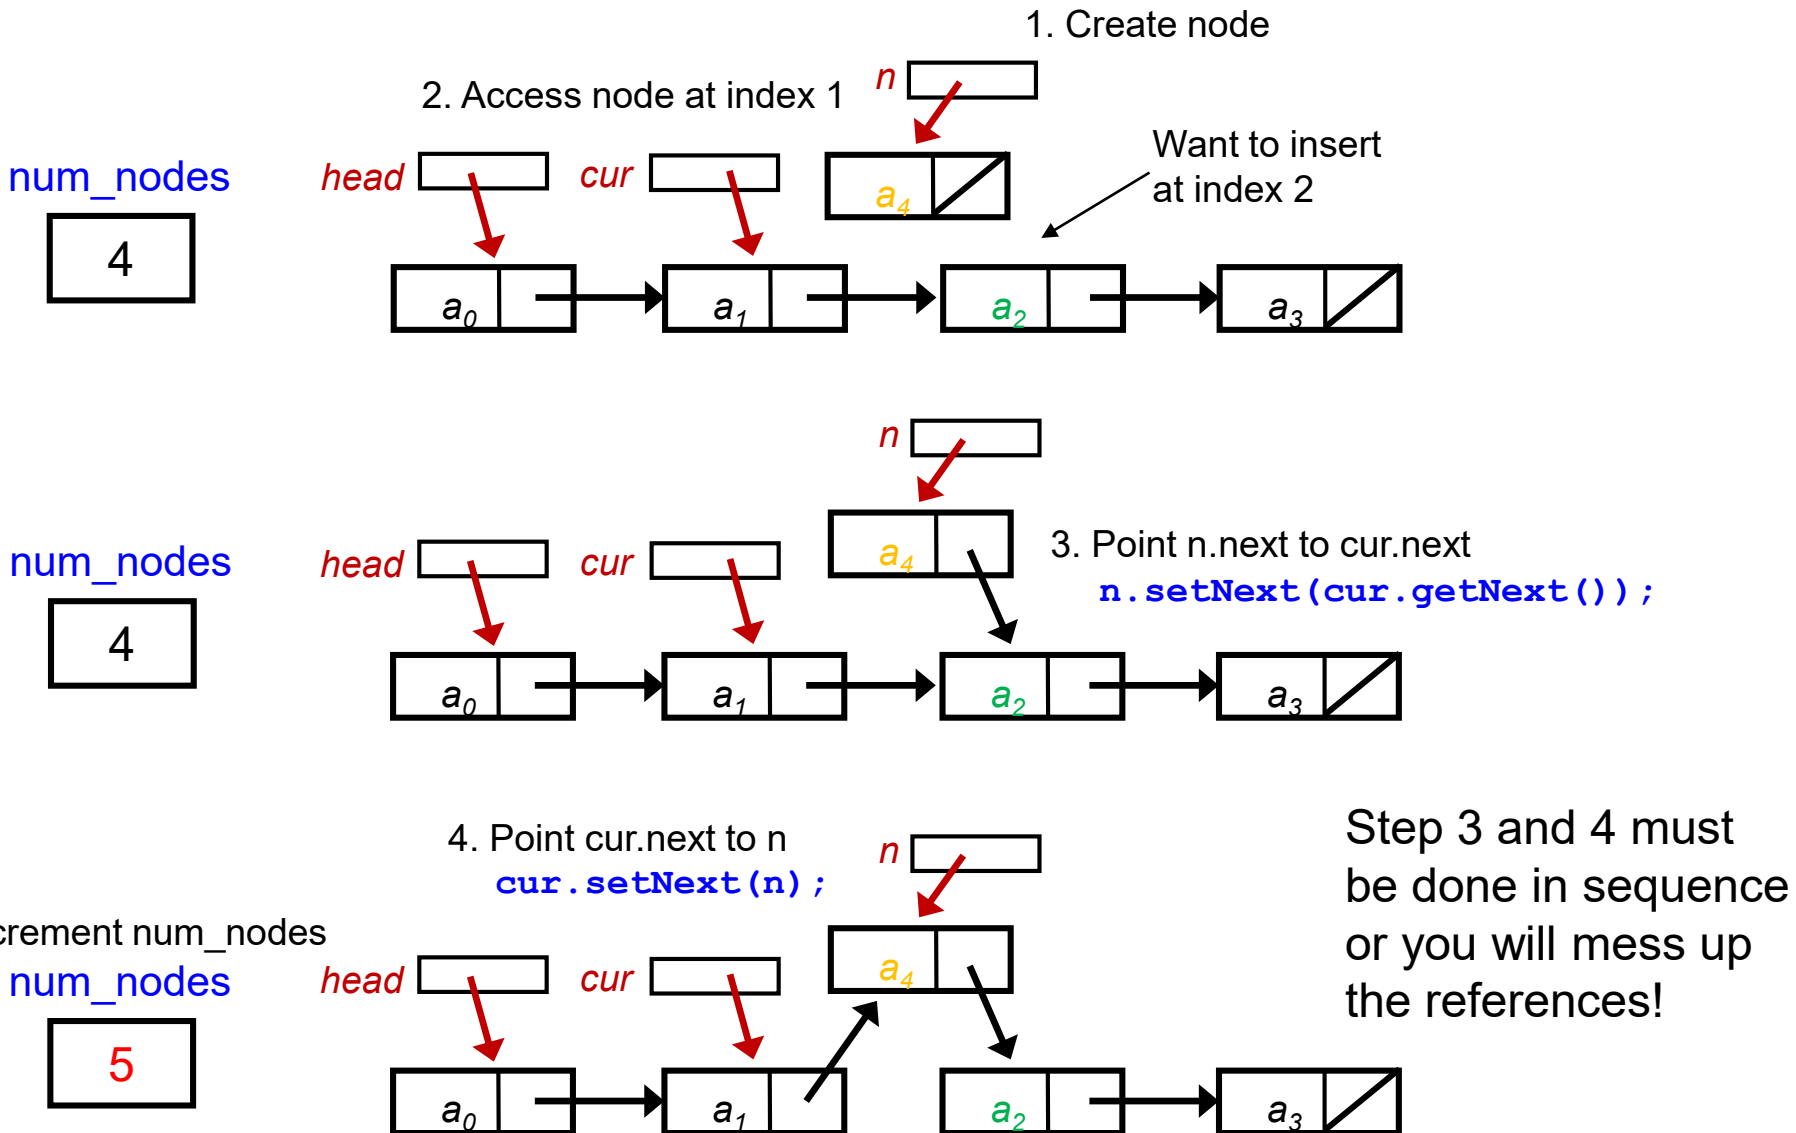 1. Create node
2. Access node at index 1
n
Want to insert
at index 2
num_nodes
head
cur
a4
4
a0
a1
a2
a3
n
num_nodes
head
cur
a4
3. Point n.next to cur.next
n.setNext(cur.getNext());
4
a0
a1
a2
a3
4. Point cur.next to n
cur.setNext(n);
n
Step 3 and 4 must
be done in sequence
or you will mess up
the references!
crement num_nodes
num_nodes
head
cur
a4
5
a0
a1
a2
a3